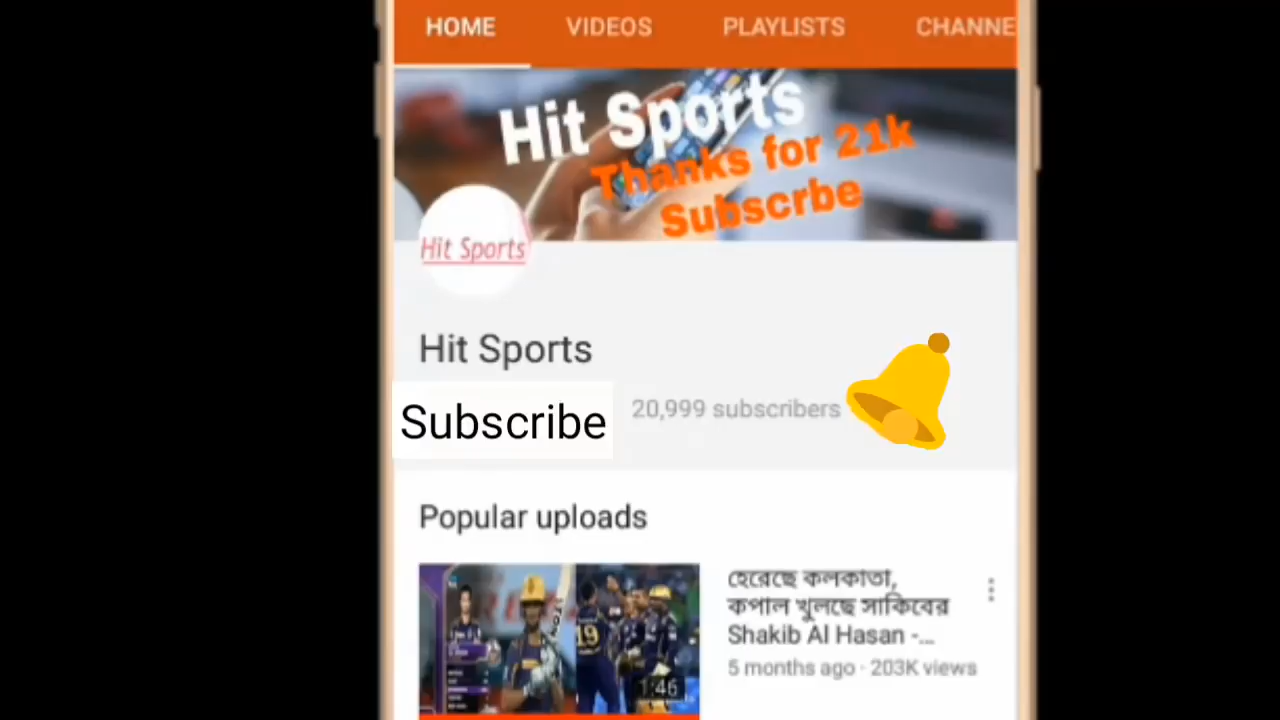 HOME VIDEOS PLAYLISTS CHANNE
Hit Sports
Thanks for 21k
Subscrbe
Hit Sports
Hit Sports
Subscribe 20,999 subscribers
Popular uploads
হেরেছে কলকাতা,
কপাল খুলছে সাকিবের
Shakib Al Hasan -...
5 months ago · 203K views
19
1:46